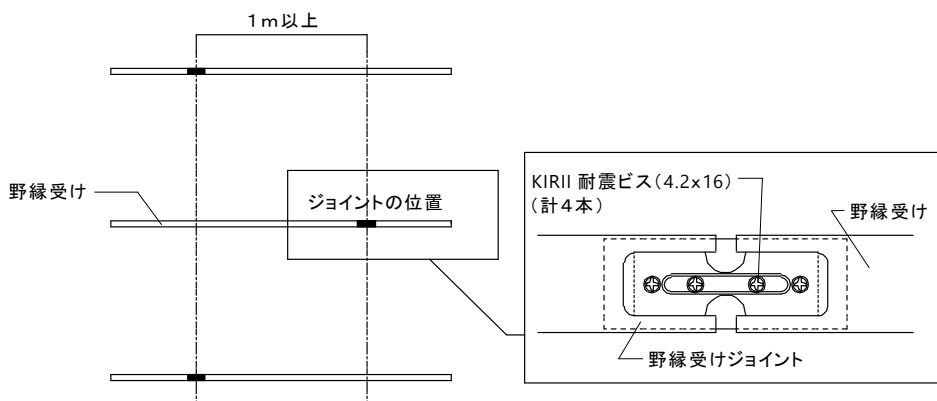 1m以上
野縁受け
ジョイントの位置
KIRII 耐震ビス(4.2x16)
(計4本)
野縁受け
野縁受けジョイント